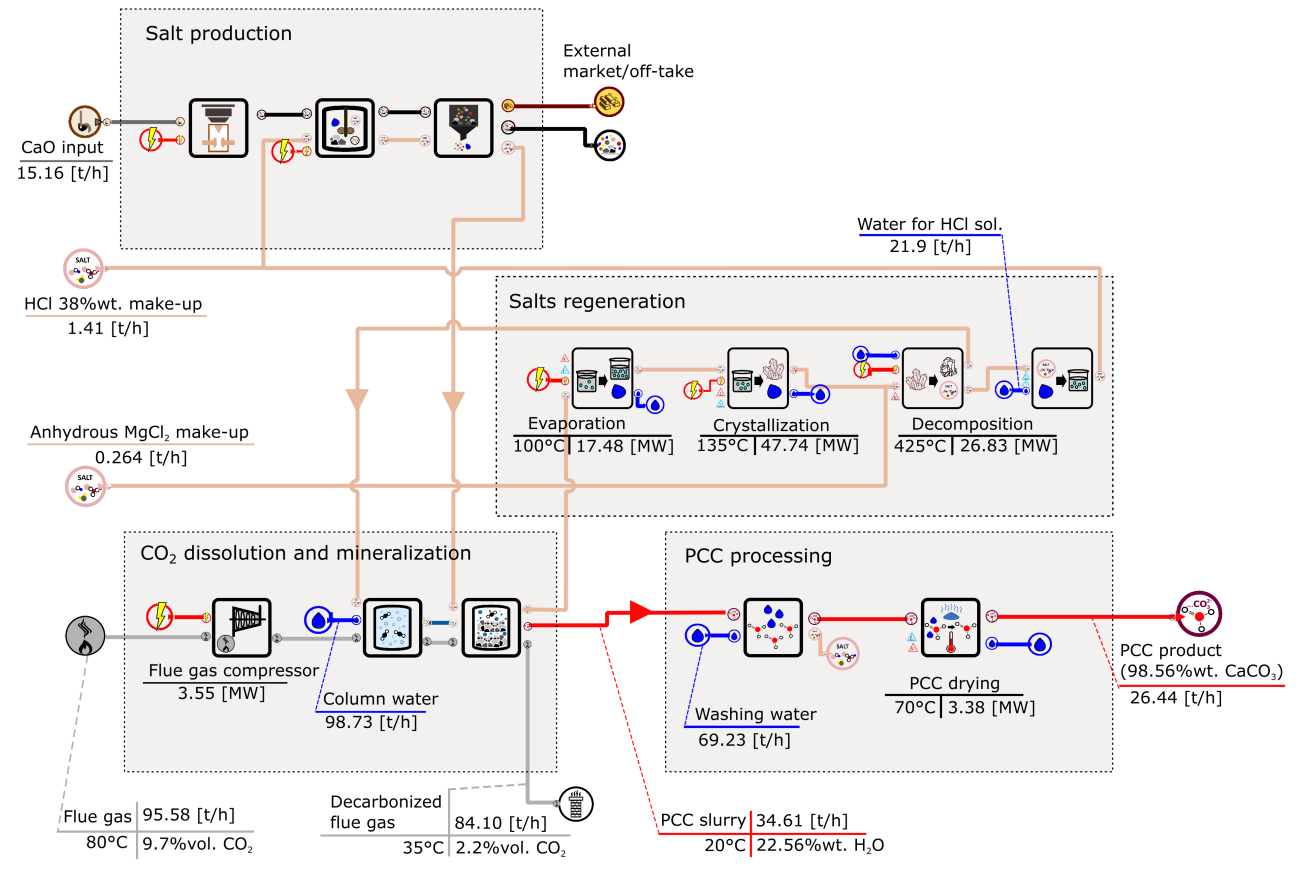 Salt production
External
market/off-take
CaO input
15.16 [t/h]
Water for HCl sol.
21.9 [t/h]
SALT
HCl 38%wt. make-up
1.41 [t/h]
Salts regeneration
SALT
Evaporation
100°C 17.48 [MW]
Crystallization
135°C 47.74 [MW]
Decomposition
425°C 26.83 [MW]
Anhydrous MgCl₂ make-up
0.264 [t/h]
SALT
CO₂ dissolution and mineralization
PCC processing
Flue gas compressor
3.55 [MW]
Column water
98.73 [t/h]
SALT
CO₃
PCC drying
70°C 3.38 [MW]
Washing water
69.23 [t/h]
PCC product
(98.56%wt. CaCO₃)
26.44 [t/h]
Flue gas 95.58 [t/h]
80°C 9.7%vol. CO₂
Decarbonized
flue gas 84.10 [t/h]
35°C 2.2%vol. CO₂
PCC slurry 34.61 [t/h]
20°C 22.56%wt. H₂O